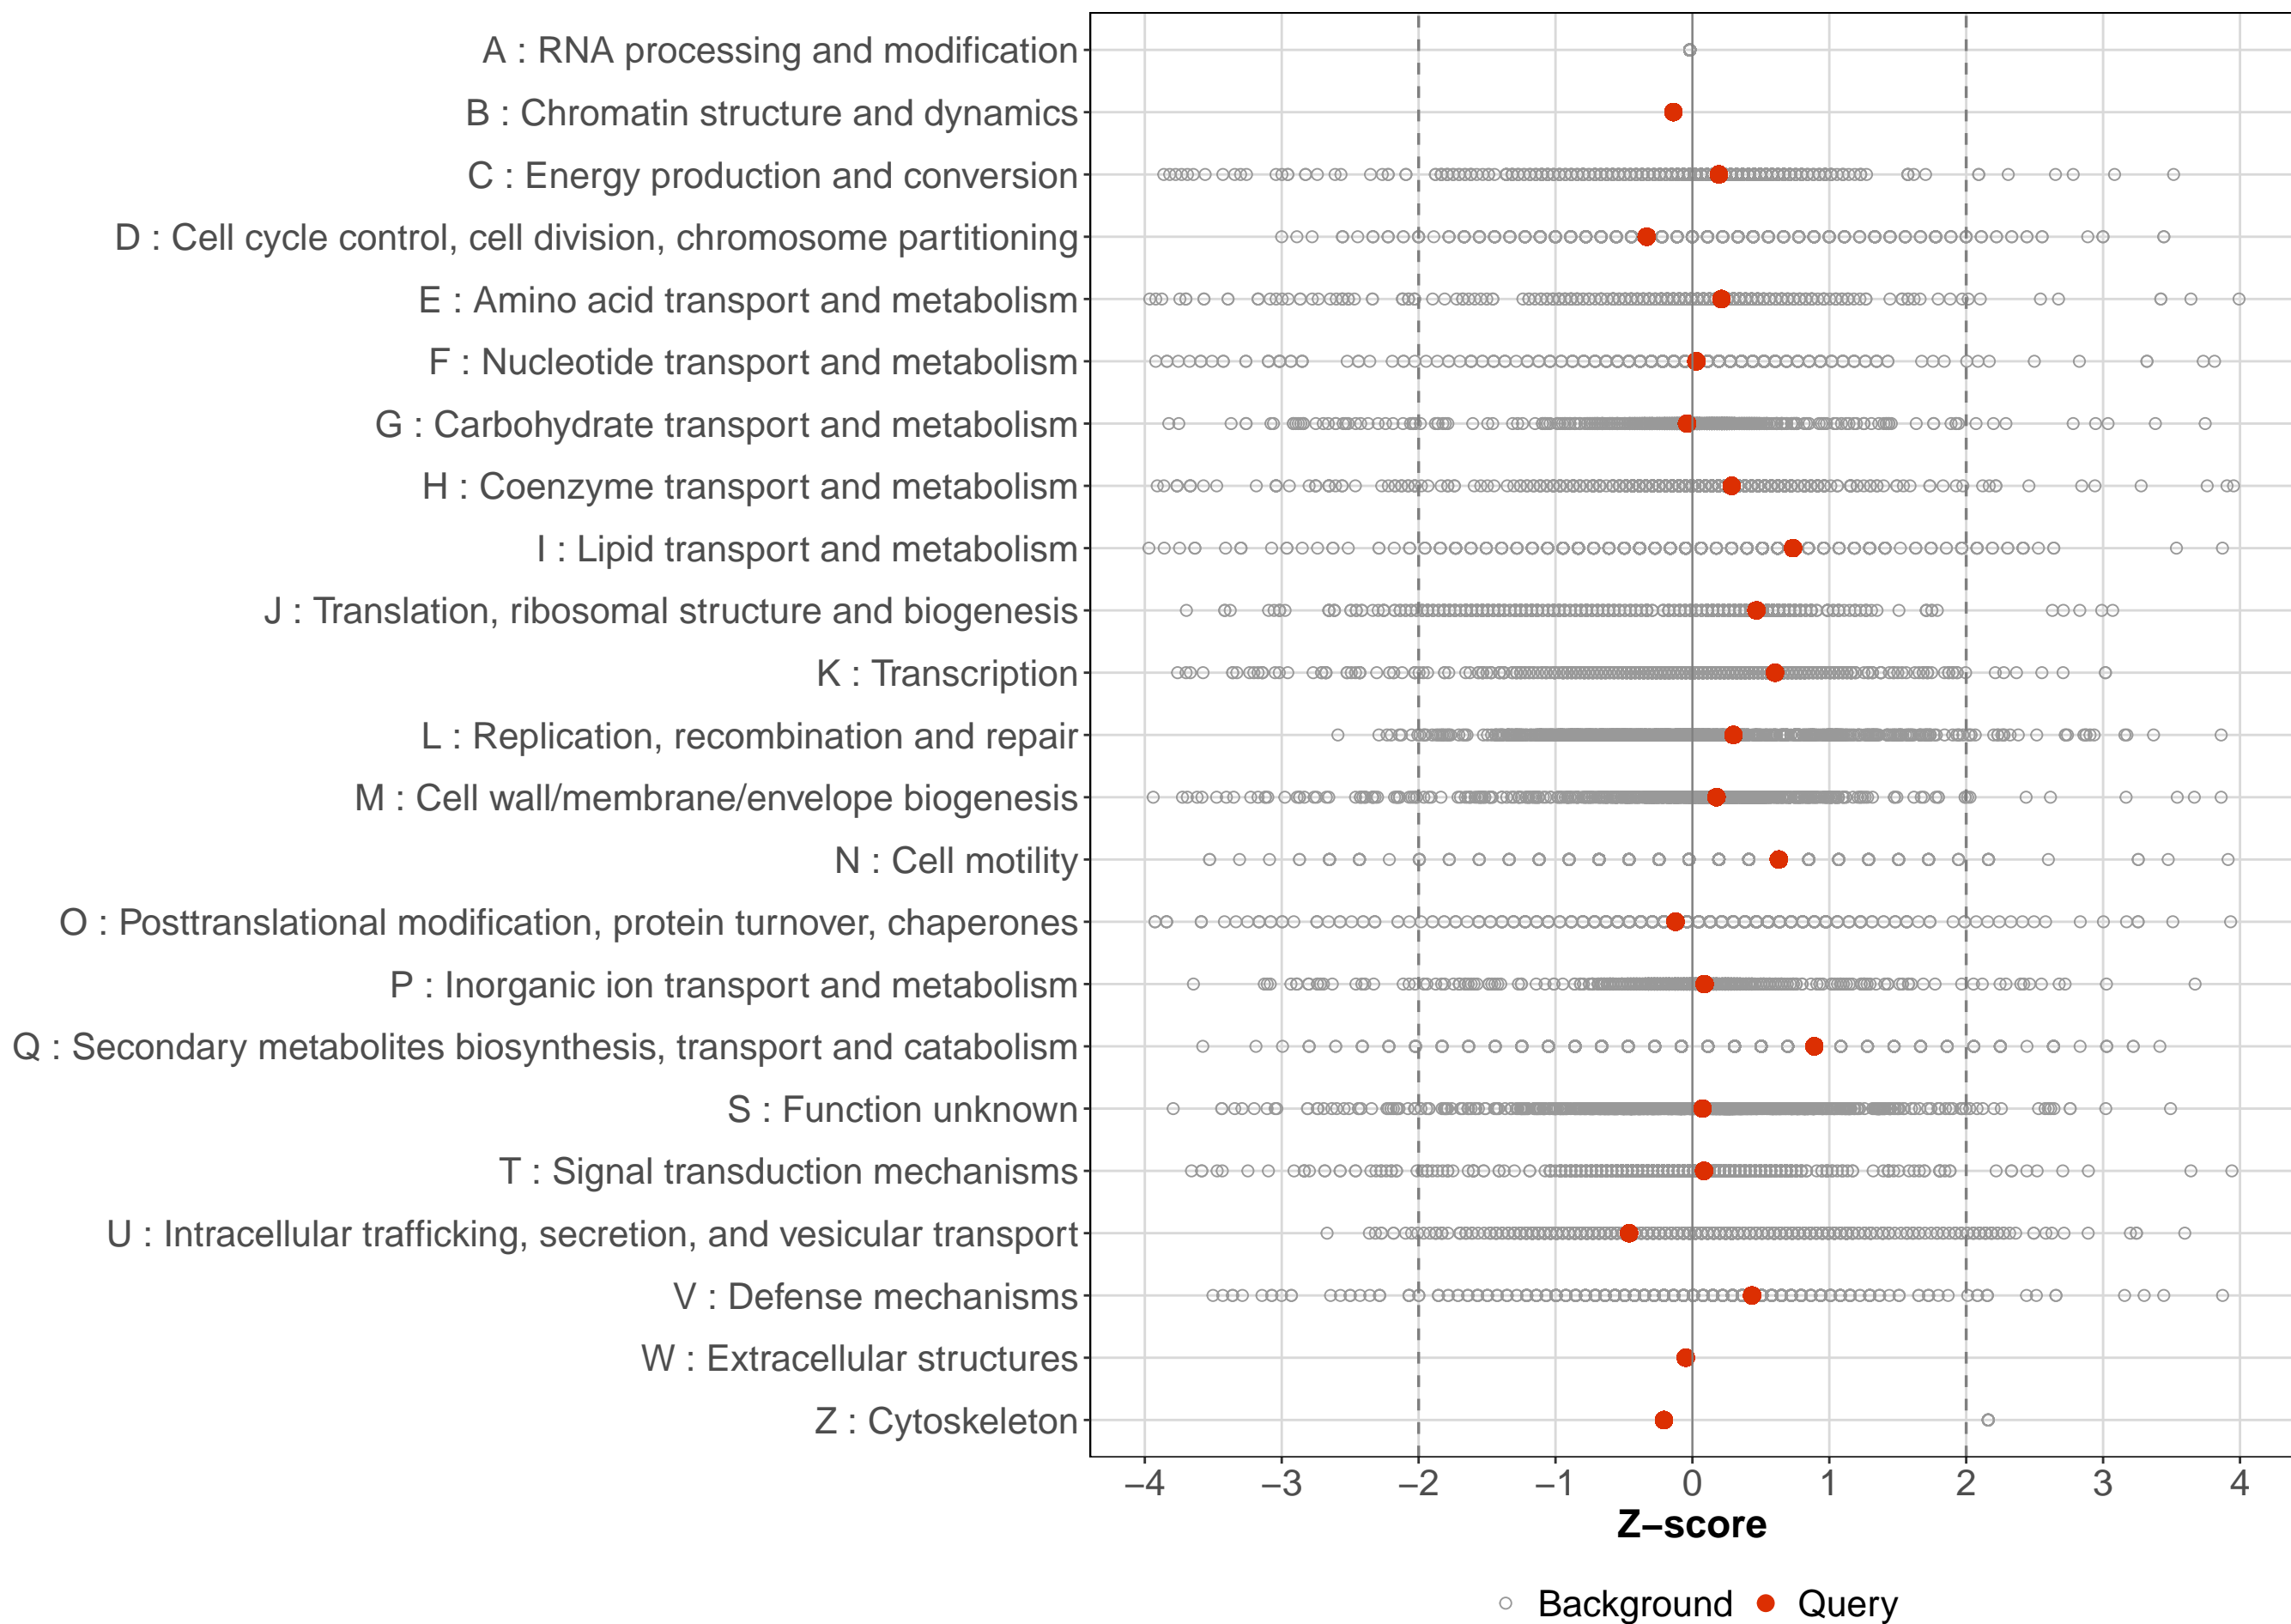 A : RNA processing and modification
B : Chromatin structure and dynamics
C : Energy production and conversion
D : Cell cycle control, cell division, chromosome partitioning
E : Amino acid transport and metabolism
F : Nucleotide transport and metabolism
G : Carbohydrate transport and metabolism
H : Coenzyme transport and metabolism
I : Lipid transport and metabolism
J : Translation, ribosomal structure and biogenesis
K : Transcription
L : Replication, recombination and repair
M : Cell wall/membrane/envelope biogenesis
N : Cell motility
O : Posttranslational modification, protein turnover, chaperones
P : Inorganic ion transport and metabolism
Q : Secondary metabolites biosynthesis, transport and catabolism
S : Function unknown
T : Signal transduction mechanisms
U : Intracellular trafficking, secretion, and vesicular transport
V : Defense mechanisms
W : Extracellular structures
Z : Cytoskeleton
−4 −3 −2 −1 0 1 2 3 4
Z−score
Background Query